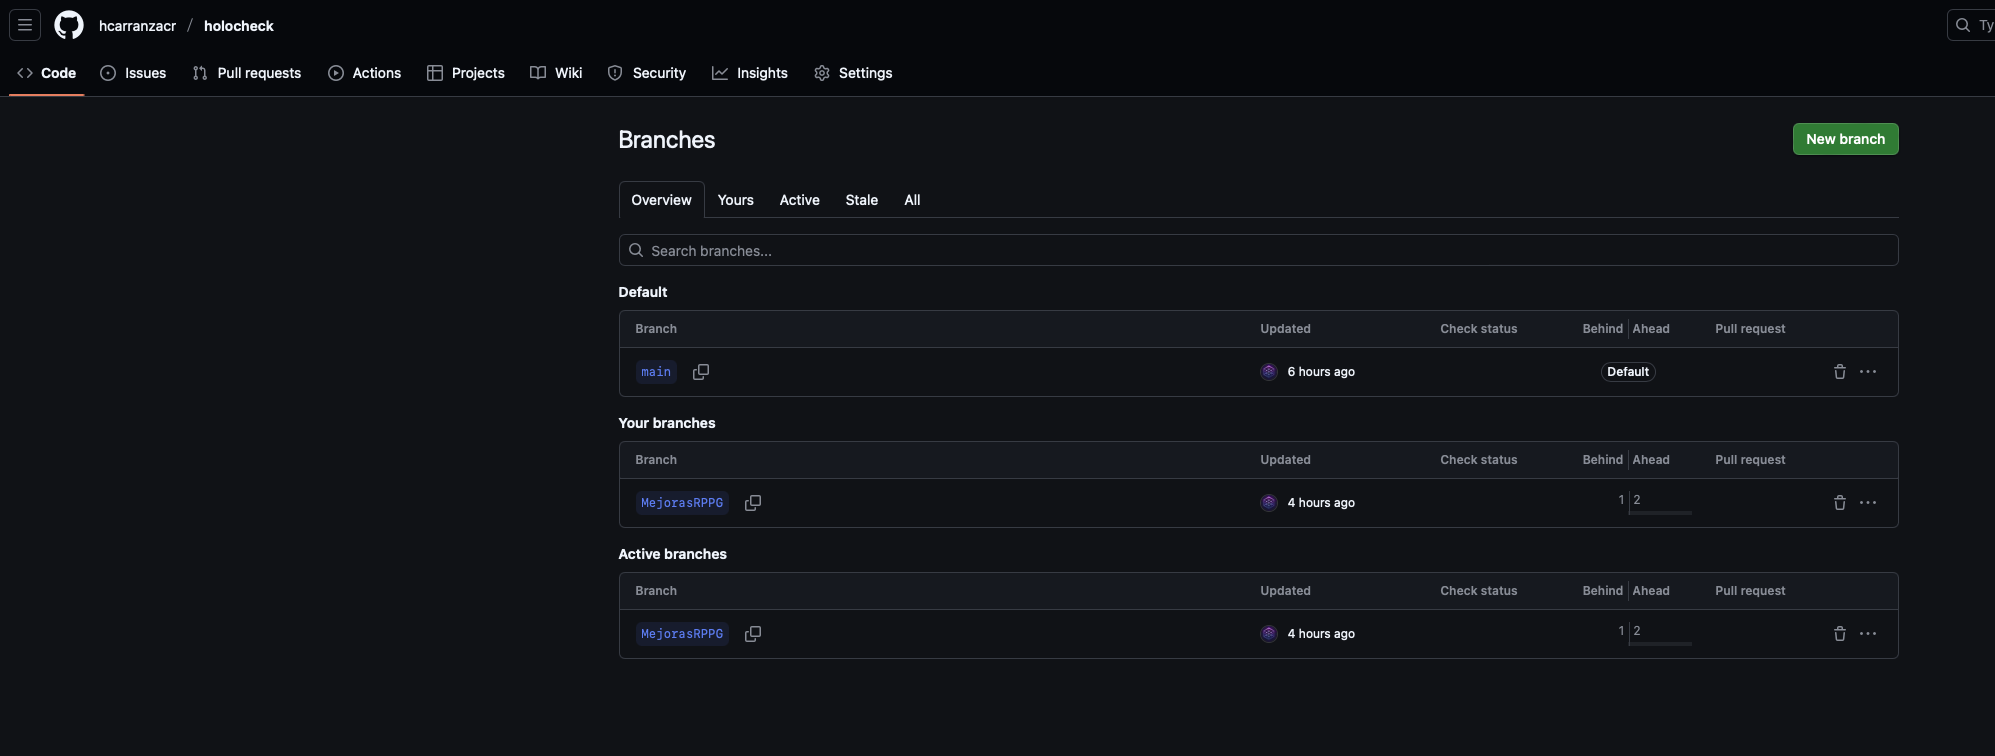 hcarranzacr / holocheck
Ty
Code Issues Pull requests Actions Projects Wiki Security Insights Settings
Branches
New branch
Overview Yours Active Stale All
Search branches...
Default
Branch Updated Check status Behind Ahead Pull request
main 6 hours ago Default
Your branches
Branch Updated Check status Behind Ahead Pull request
MejorasRPPG 4 hours ago 1 2
Active branches
Branch Updated Check status Behind Ahead Pull request
MejorasRPPG 4 hours ago 1 2